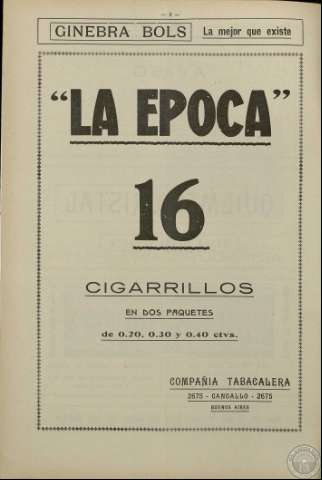 GINEBRA BOLS La mejor que existe
"LA EPOCA"
16
CIGARRILLOS
EN DOS PAQUETES
de 0.20, 0.30 y 0.40 ctvs.
COMPAÑIA TABACALERA
2675 - CANGALLO - 2675
BUENOS AIRES